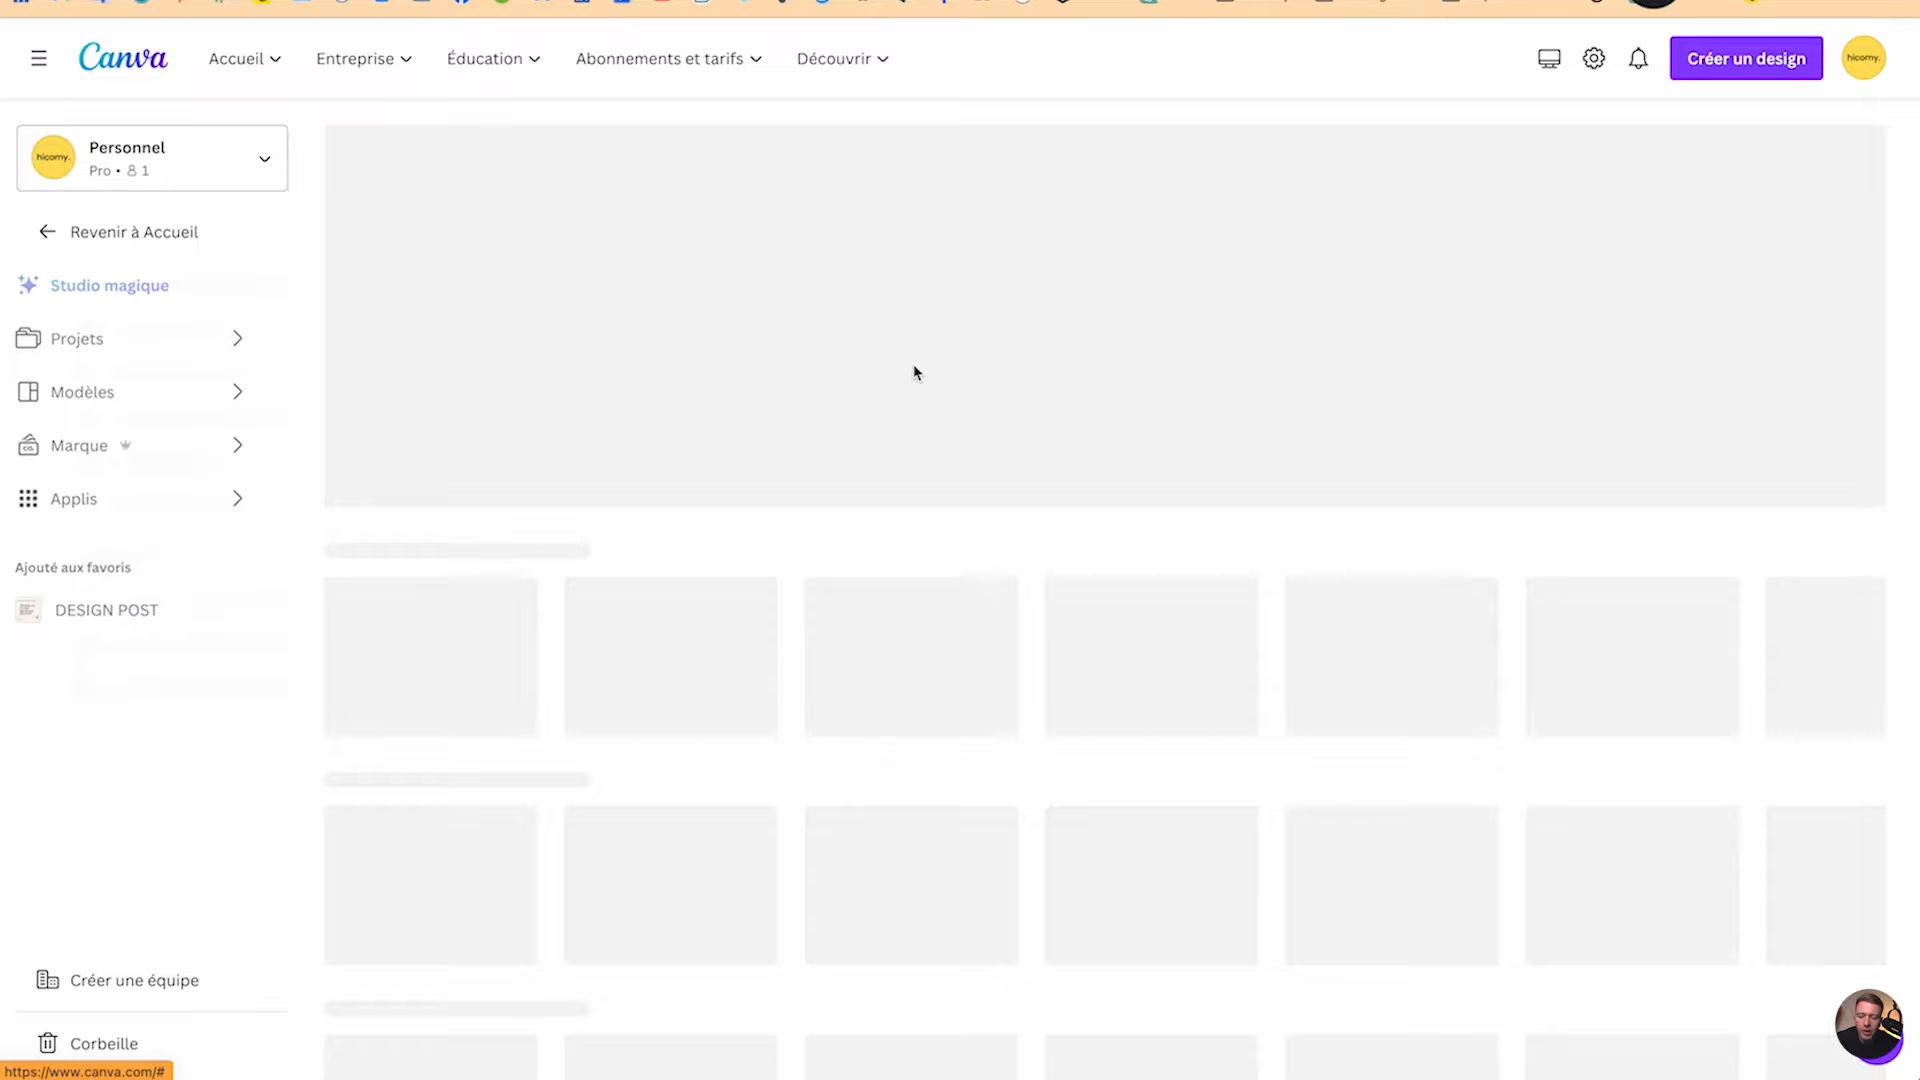 Canva
Accueil
Entreprise
Éducation
Abonnements et tarifs
Découvrir
Créer un design
hicomy.
hicomy.
Personnel
Pro • 1
Revenir à Accueil
Studio magique
Projets
Modèles
Marque
Applis
Ajouté aux favoris
DESIGN POST
Créer une équipe
Corbeille
https://www.canva.com/#